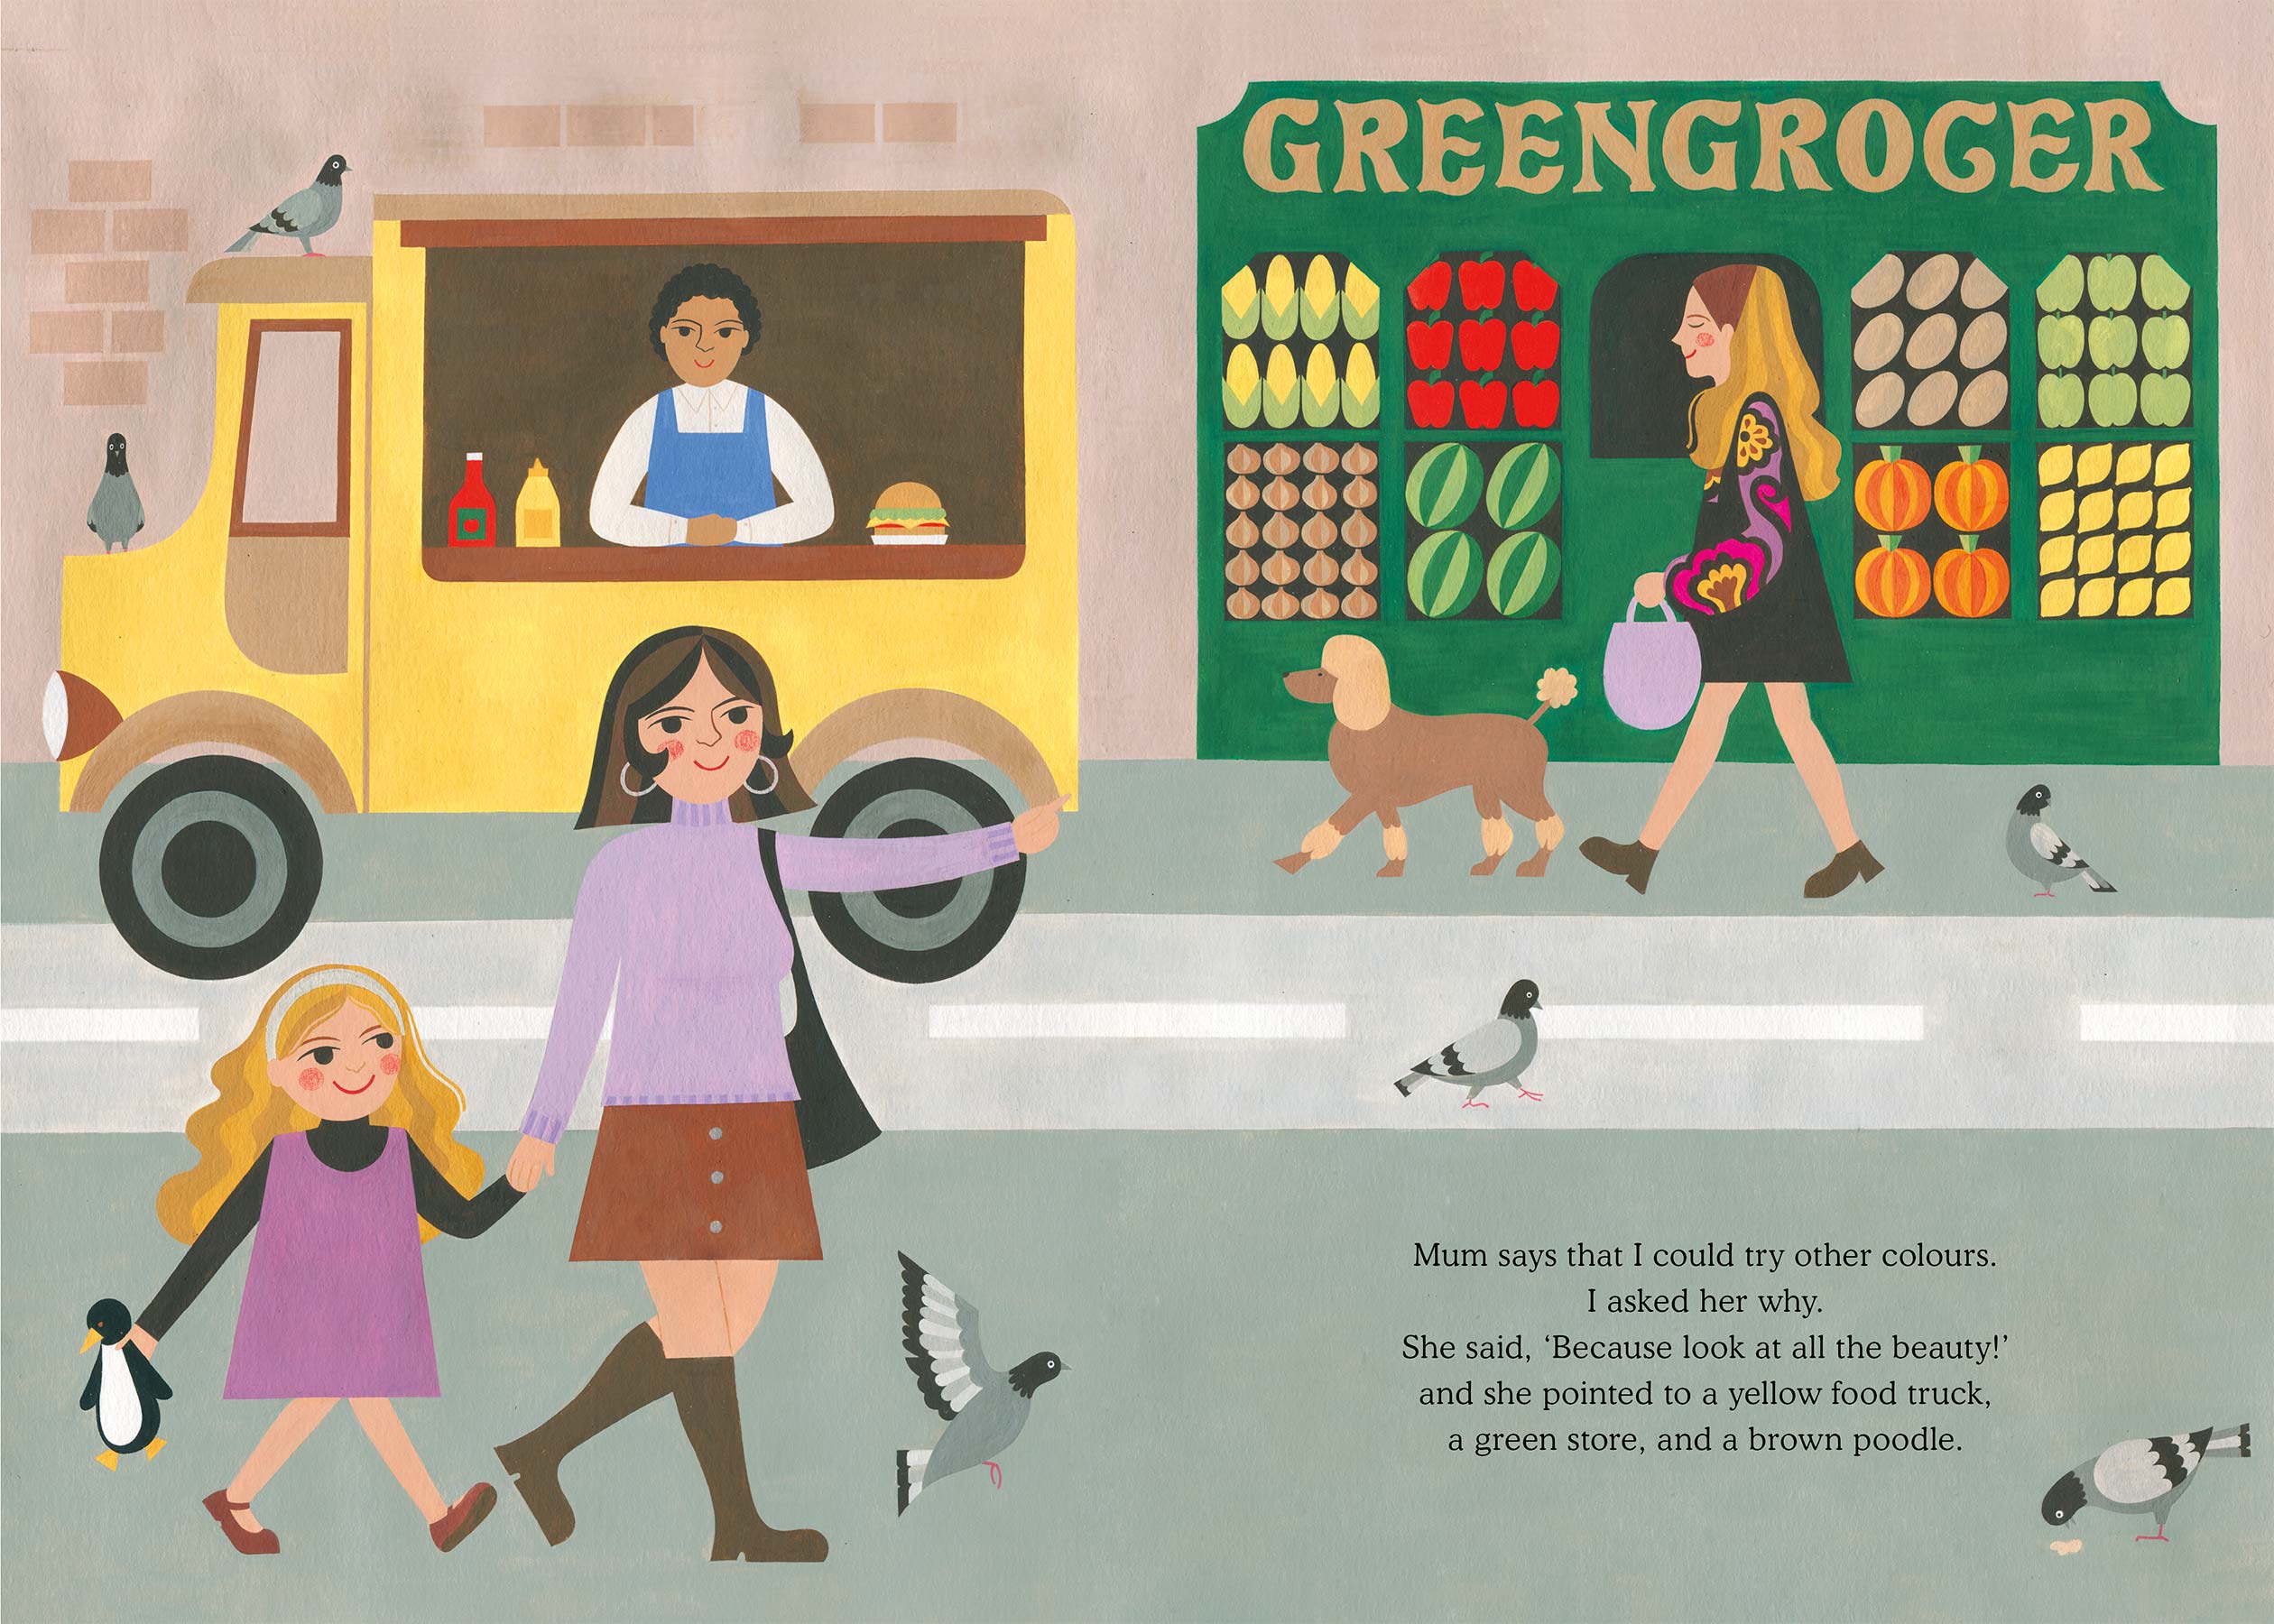 GREENGROCER
Mum says that I could try other colours.
I asked her why.
She said, ‘Because look at all the beauty!’
and she pointed to a yellow food truck,
a green store, and a brown poodle.